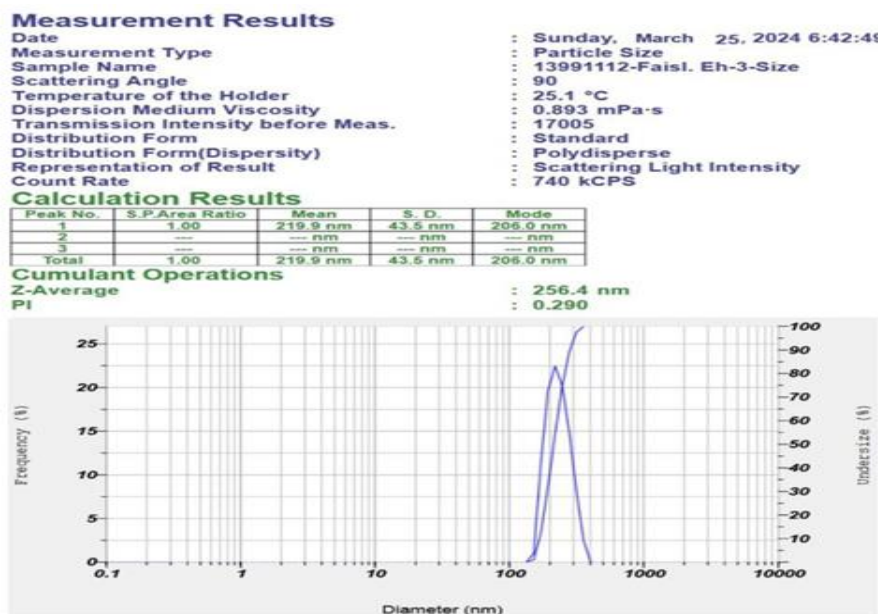 Measurement Results
Date : Sunday, March 25, 2024 6:42:49
Measurement Type : Particle Size
Sample Name : 13991112-Faisl. Eh-3-Size
Scattering Angle : 90
Temperature of the Holder : 25.1 °C
Dispersion Medium Viscosity : 0.893 mPa·s
Transmission Intensity before Meas. : 17005
Distribution Form : Standard
Distribution Form(Dispersity) : Polydisperse
Representation of Result : Scattering Light Intensity
Count Rate : 740 kCPS
Calculation Results
Peak No. S.P.Area Ratio Mean S. D. Mode
1 1.00 219.9 nm 43.5 nm 206.0 nm
2 --- --- nm --- nm --- nm
3 --- --- nm --- nm --- nm
Total 1.00 219.9 nm 43.5 nm 206.0 nm
Cumulant Operations
Z-Average : 256.4 nm
PI : 0.290
Frequency (%)
25
20
15
10
5
0
100
90
80
70
60
50
40
30
20
10
Undersize (%)
0.1 1 10 100 1000 10000
Diameter (nm)